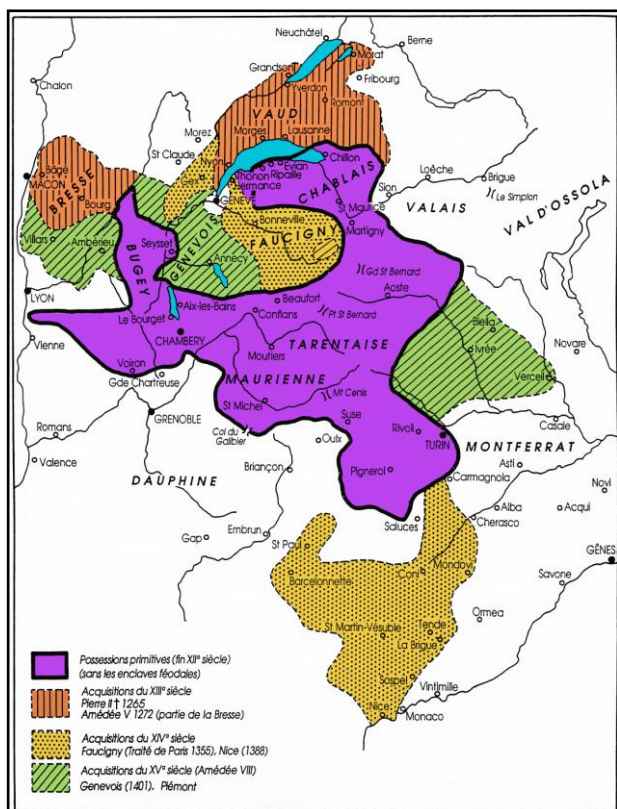 Neuchâtel
Berne
Morat
Grandson
Chalon
Yverdon
Fribourg
Romont
VAUD
Morez
Morges
Lausanne
St Claude
Bâgé
Nyon
Evian
Chillon
MACON
Thonon
Ripaille
Loèche
Brigue
BRESSE
Gex
Hermance
CHABLAIS
Sion
Le Simplon
Bourg
GENÈVE
St Maurice
VALAIS
Bonneville
Martigny
VAL D'OSSOLA
Villars
Seyssel
GENEVOIS
FAUCIGNY
Ambérieu
BUGEY
Annecy
Gd St Bernard
LYON
Aix-les-Bains
Beaufort
Aoste
Le Bourget
Conflans
Pt St Bernard
Biella
Vienne
CHAMBERY
TARENTAISE
Ivrée
Novare
Moutiers
Voiron
MAURIENNE
Verceil
Gde Chartreuse
Mt Cenis
St Michel
GRENOBLE
Suse
Casale
Romans
Col du
Galibier
Oulx
Rivoli
TURIN
MONTFERRAT
Valence
Briançon
Pignerol
Asti
DAUPHINE
Carmagnola
Novi
Saluces
Alba
Acqui
Embrun
Cherasco
Gap
St Paul
GÊNES
Barcelonnette
Coni
Mondovi
Savone
Ormea
St Martin-Vésuble
Tende
La Brigue
Sospel
Vintimille
Nice
Monaco
Possessions primitives (fin XIIe siècle)
(sans les enclaves féodales)
Acquisitions du XIIIe siècle
Pierre II † 1265
Amédée V 1272 (partie de la Bresse)
Acquisitions du XIVe siècle
Faucigny (Traité de Paris 1355), Nice (1388)
Acquisitions du XVe siècle (Amédée VIII)
Genevois (1401) Piémont